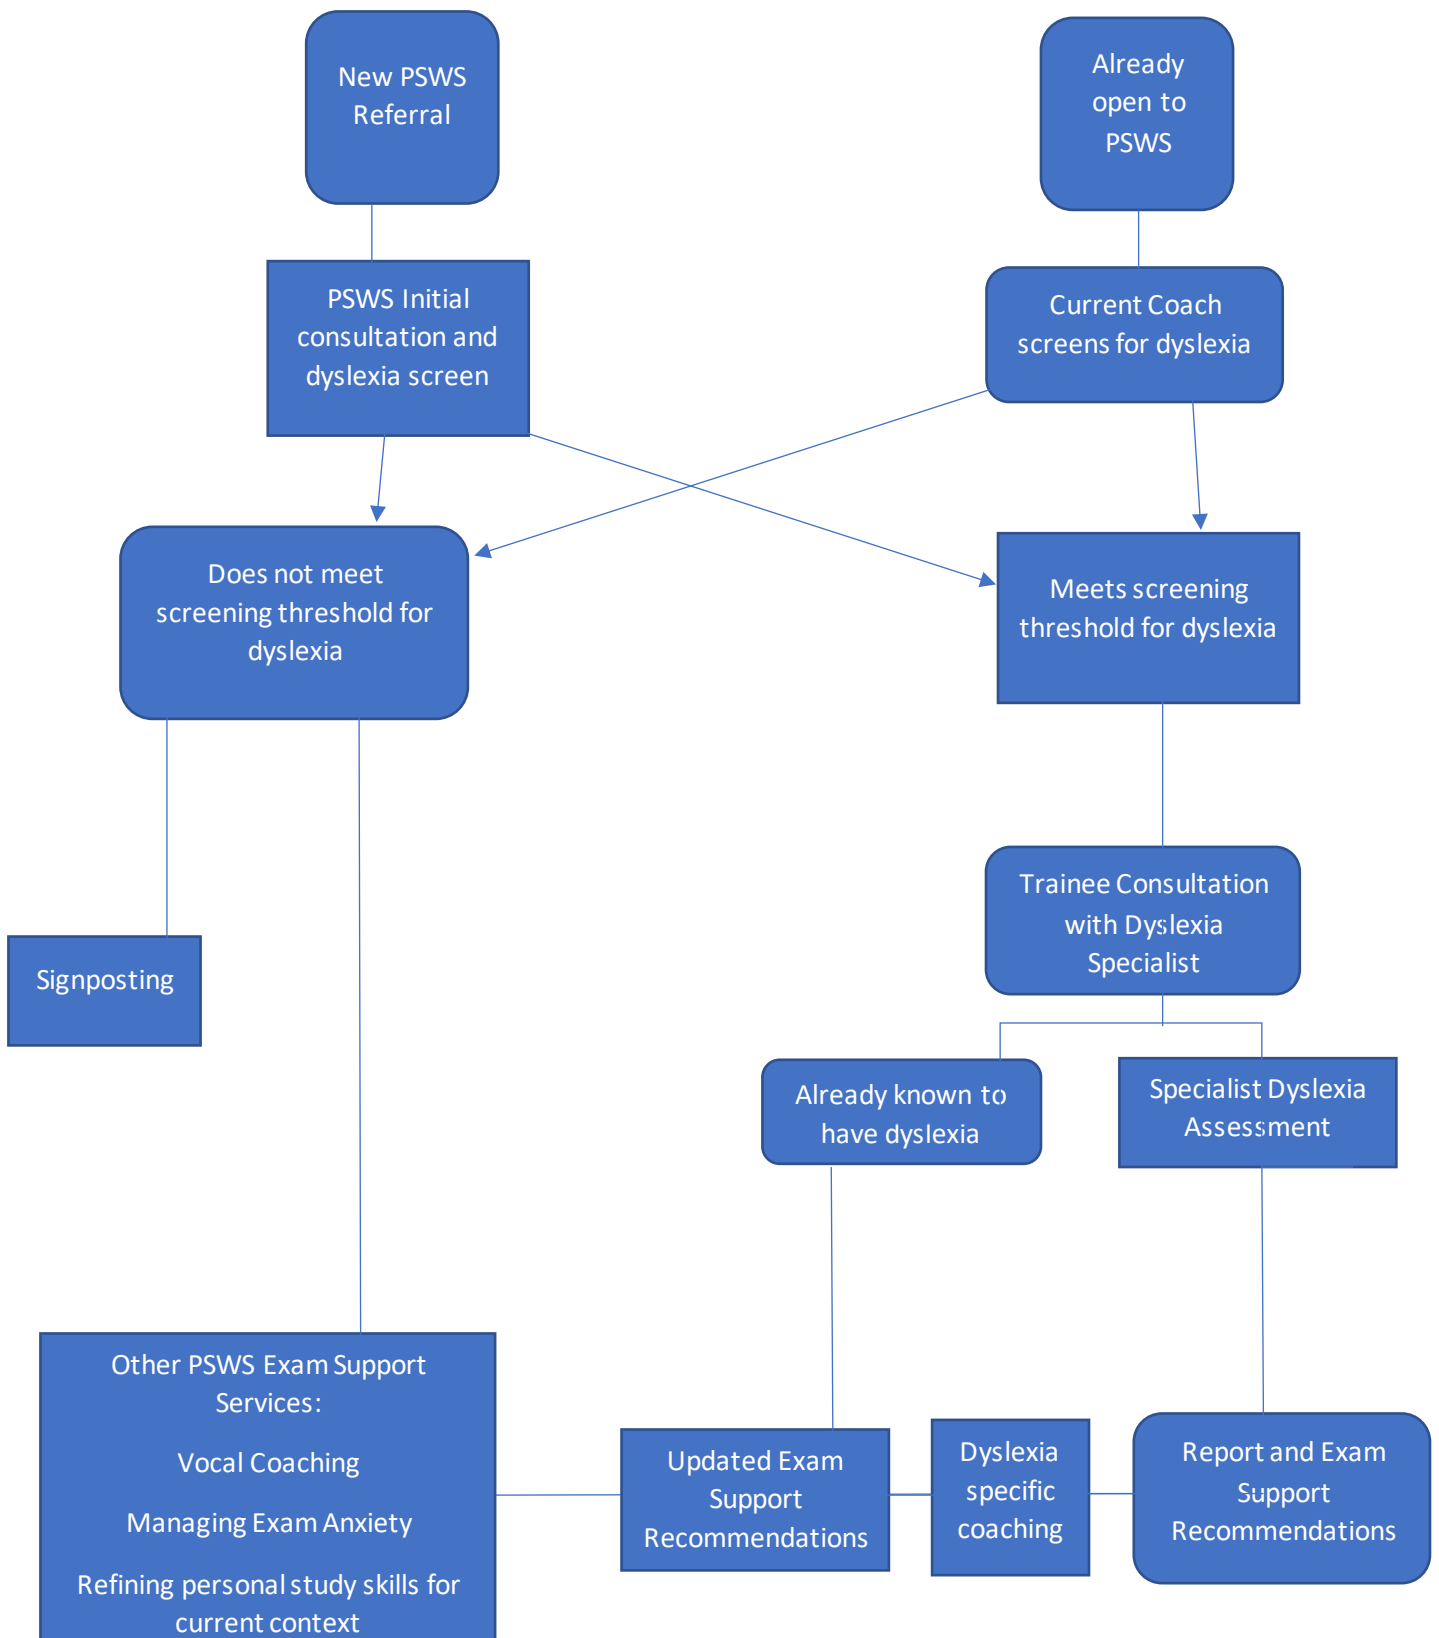 New PSWS
Referral
Already
open to
PSWS
PSWS Initial
consultation and
dyslexia screen
Current Coach
screens for dyslexia
Does not meet
screening threshold for
dyslexia
Meets screening
threshold for dyslexia
Trainee Consultation
with Dyslexia
Specialist
Signposting
Already known to
have dyslexia
Specialist Dyslexia
Assessment
Other PSWS Exam Support
Services:
Vocal Coaching
Managing Exam Anxiety
Refining personal study skills for
current context
Updated Exam
Support
Recommendations
Dyslexia
specific
coaching
Report and Exam
Support
Recommendations